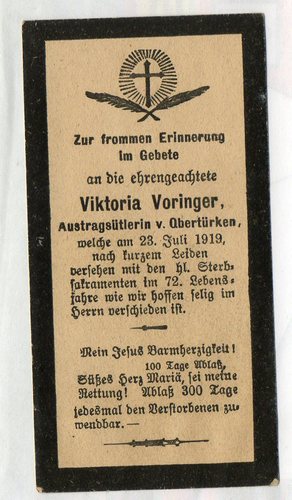 Zur frommen Erinnerung
im Gebete
an die ehrengeachtete
Viktoria Voringer,
Austragsütlerin v. Obertürken,
welche am 23. Juli 1919,
nach kurzem Leiden
versehen mit den hl. Sterb-
sakramenten im 72. Lebens-
jahre wie wir hoffen selig im
Herrn verschieden ist.
Mein Jesus Barmherzigkeit!
100 Tage Ablaß,
Süßes Herz Mariä, sei meine
Rettung! Ablaß 300 Tage
jedesmal den Verstorbenen zu-
wendbar.—